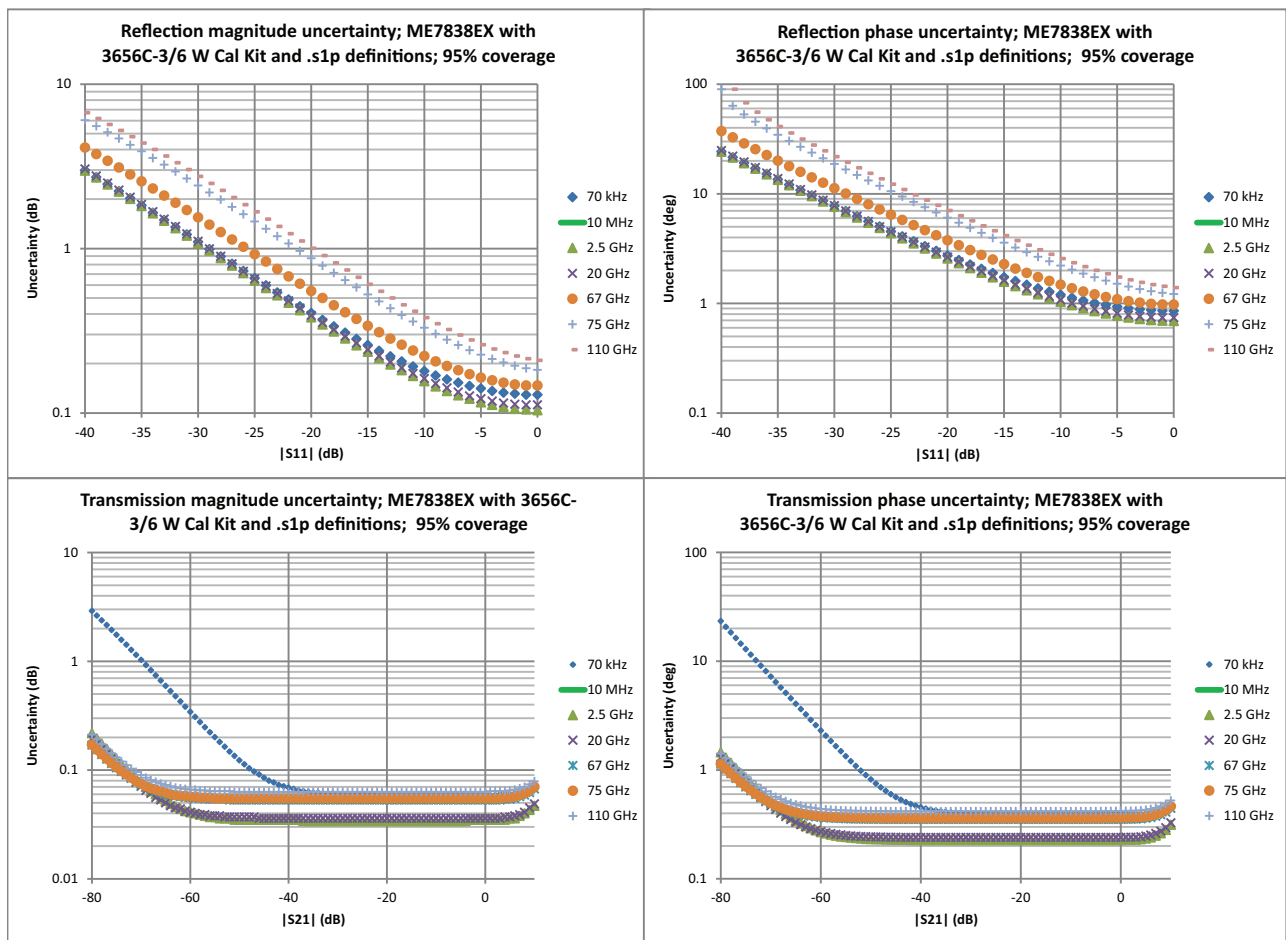 Reflection magnitude uncertainty; ME7838EX with
3656C-3/6 W Cal Kit and .s1p definitions; 95% coverage
Uncertainty (dB)
10
1
0.1
-40 -35 -30 -25 -20 -15 -10 -5 0
|S11| (dB)
70 kHz
10 MHz
2.5 GHz
20 GHz
67 GHz
75 GHz
110 GHz
Reflection phase uncertainty; ME7838EX with
3656C-3/6 W Cal Kit and .s1p definitions; 95% coverage
Uncertainty (deg)
100
10
1
0.1
-40 -35 -30 -25 -20 -15 -10 -5 0
|S11| (dB)
70 kHz
10 MHz
2.5 GHz
20 GHz
67 GHz
75 GHz
110 GHz
Transmission magnitude uncertainty; ME7838EX with 3656C-
3/6 W Cal Kit and .s1p definitions; 95% coverage
Uncertainty (dB)
10
1
0.1
0.01
-80 -60 -40 -20 0
|S21| (dB)
70 kHz
10 MHz
2.5 GHz
20 GHz
67 GHz
75 GHz
110 GHz
Transmission phase uncertainty; ME7838EX with
3656C-3/6 W Cal Kit and .s1p definitions; 95% coverage
Uncertainty (deg)
100
10
1
0.1
-80 -60 -40 -20 0
|S21| (dB)
70 kHz
10 MHz
2.5 GHz
20 GHz
67 GHz
75 GHz
110 GHz